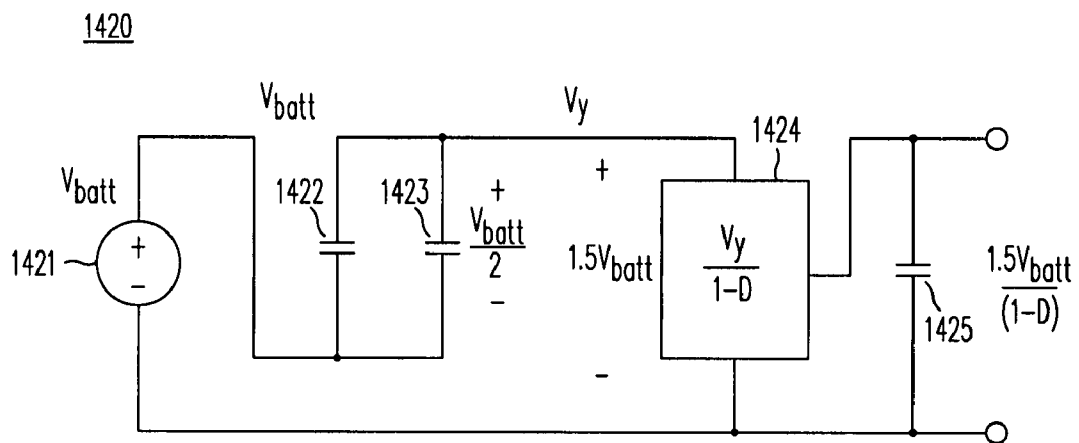 1420
V_batt
V_y
1424
V_batt
1422
1423
+
+
+
V_batt
2
1421
-
-
1.5V_batt
V_y
1-D
1.5V_batt
(1-D)
1425
-